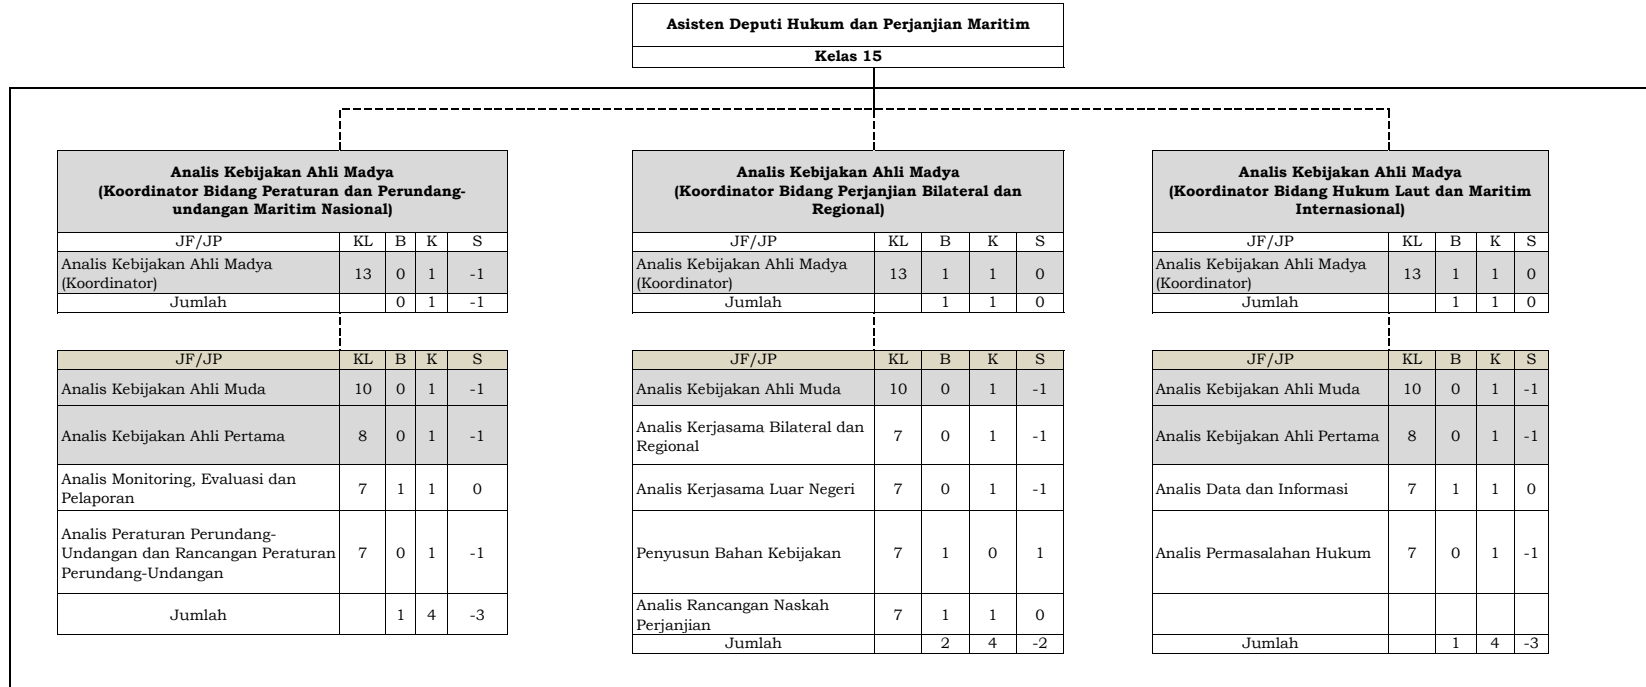 Asisten Deputi Hukum dan Perjanjian Maritim
Kelas 15
Analis Kebijakan Ahli Madya
(Koordinator Bidang Peraturan dan Perundang-
undangan Maritim Nasional)
JF/JP KL B K S
Analis Kebijakan Ahli Madya
(Koordinator) 13 0 1 -1
Jumlah 0 1 -1
JF/JP KL B K S
Analis Kebijakan Ahli Muda 10 0 1 -1
Analis Kebijakan Ahli Pertama 8 0 1 -1
Analis Monitoring, Evaluasi dan
Pelaporan 7 1 1 0
Analis Peraturan Perundang-
Undangan dan Rancangan Peraturan 7 0 1 -1
Perundang-Undangan
Jumlah 1 4 -3
Analis Kebijakan Ahli Madya
(Koordinator Bidang Perjanjian Bilateral dan
Regional)
JF/JP KL B K S
Analis Kebijakan Ahli Madya
(Koordinator) 13 1 1 0
Jumlah 1 1 0
JF/JP KL B K S
Analis Kebijakan Ahli Muda 10 0 1 -1
Analis Kerjasama Bilateral dan
Regional 7 0 1 -1
Analis Kerjasama Luar Negeri 7 0 1 -1
Penyusun Bahan Kebijakan 7 1 0 1
Analis Rancangan Naskah
Perjanjian 7 1 1 0
Jumlah 2 4 -2
Analis Kebijakan Ahli Madya
(Koordinator Bidang Hukum Laut dan Maritim
Internasional)
JF/JP KL B K S
Analis Kebijakan Ahli Madya
(Koordinator) 13 1 1 0
Jumlah 1 1 0
JF/JP KL B K S
Analis Kebijakan Ahli Muda 10 0 1 -1
Analis Kebijakan Ahli Pertama 8 0 1 -1
Analis Data dan Informasi 7 1 1 0
Analis Permasalahan Hukum 7 0 1 -1
Jumlah 1 4 -3